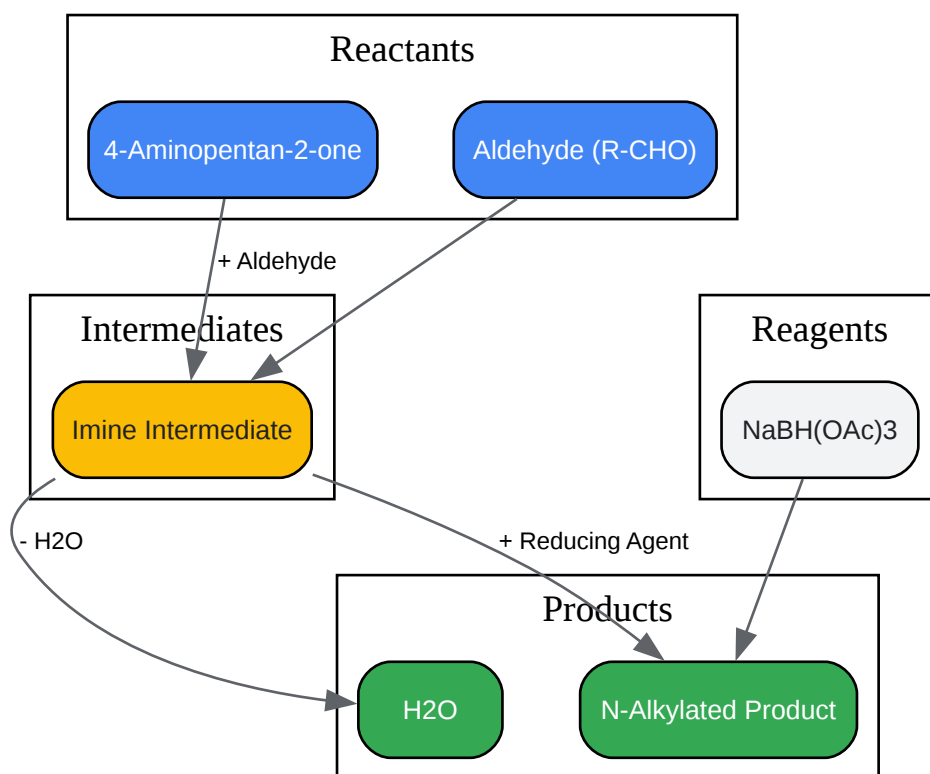 Reactants
4-Aminopentan-2-one
Aldehyde (R-CHO)
+ Aldehyde
Intermediates
Reagents
Imine Intermediate
NaBH(OAc)3
- H2O
+ Reducing Agent
Products
H2O
N-Alkylated Product